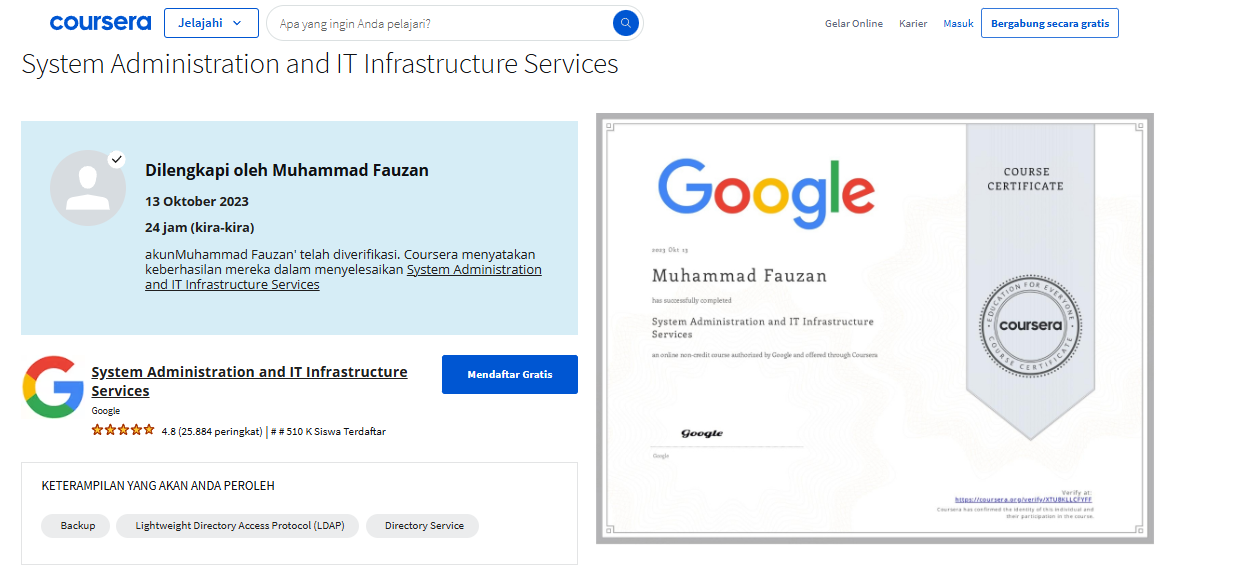 coursera
Jelajahi
Apa yang ingin Anda pelajari?
Gelar Online
Karier
Masuk
Bergabung secara gratis
System Administration and IT Infrastructure Services
Dilengkapi oleh Muhammad Fauzan
13 Oktober 2023
24 jam (kira-kira)
akunMuhammad Fauzan' telah diverifikasi. Coursera menyatakan
keberhasilan mereka dalam menyelesaikan System Administration
and IT Infrastructure Services
System Administration and IT Infrastructure
Services
Google
4.8 (25.884 peringkat) | # # 510 K Siswa Terdaftar
Mendaftar Gratis
KETERAMPILAN YANG AKAN ANDA PEROLEH
Backup
Lightweight Directory Access Protocol (LDAP)
Directory Service
Google
2023 Okt 13
Muhammad Fauzan
has successfully completed
System Administration and IT Infrastructure
Services
an online non-credit course authorized by Google and offered through Coursera
Google
Google
COURSE
CERTIFICATE
EDUCATION FOR EVERYONE
coursera
COURSE CERTIFICATE
Verify at:
https://coursera.org/verify/XTUBKLLCFYFF
Coursera has confirmed the identity of this individual and
their participation in the course.